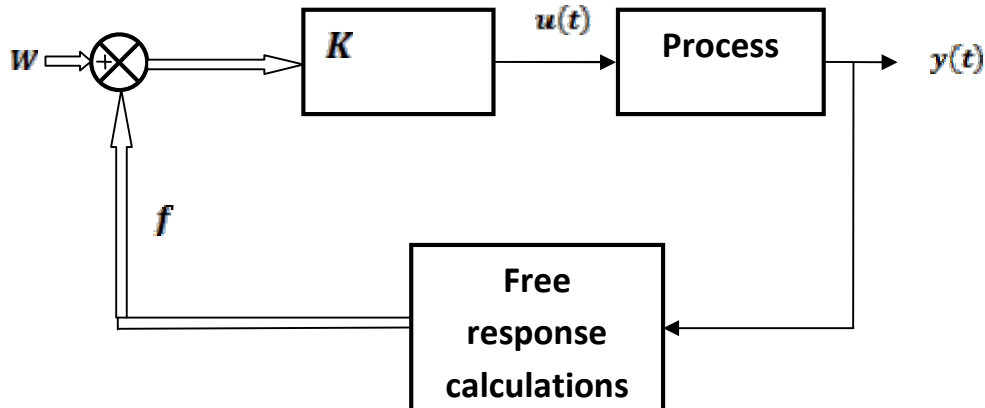 u(t)
W
+
K
Process
y(t)
f
Free
response
calculations